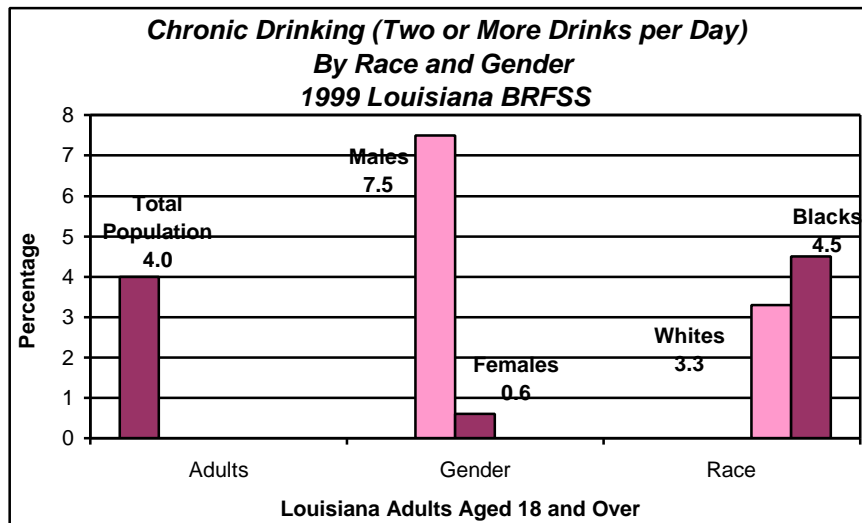 Chronic Drinking (Two or More Drinks per Day)
By Race and Gender
1999 Louisiana BRFSS
Percentage
8
7
6
5
4
3
2
1
0
Total
Population
4.0
Males
7.5
Females
0.6
Whites
3.3
Blacks
4.5
Adults
Gender
Race
Louisiana Adults Aged 18 and Over